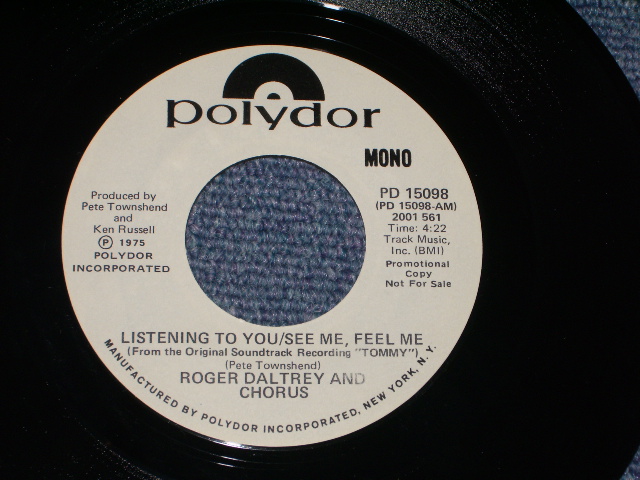 polydor
MONO
Produced by
Pete Townshend
and
Ken Russell
Ⓟ 1975
POLYDOR
INCORPORATED
PD 15098
(PD 15098-AM)
2001 561
Time: 4:22
Track Music,
Inc. (BMI)
Promotional
Copy
Not For Sale
LISTENING TO YOU/SEE ME, FEEL ME
(From the Original Soundtrack Recording "TOMMY")
(Pete Townshend)
ROGER DALTREY AND
CHORUS
MANUFACTURED BY POLYDOR INCORPORATED, NEW YORK, N.Y.